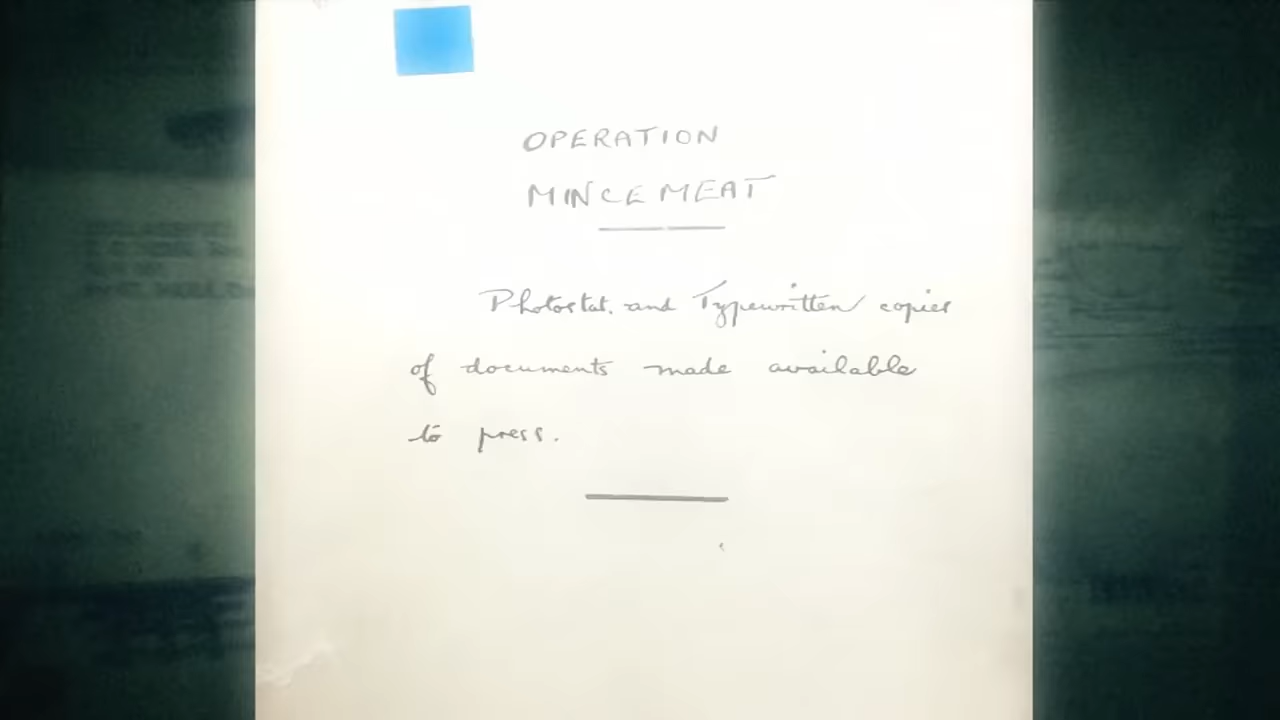 OPERATION
MINCEMEAT
Photostat. and Typewritten copies
of documents made available
to press.